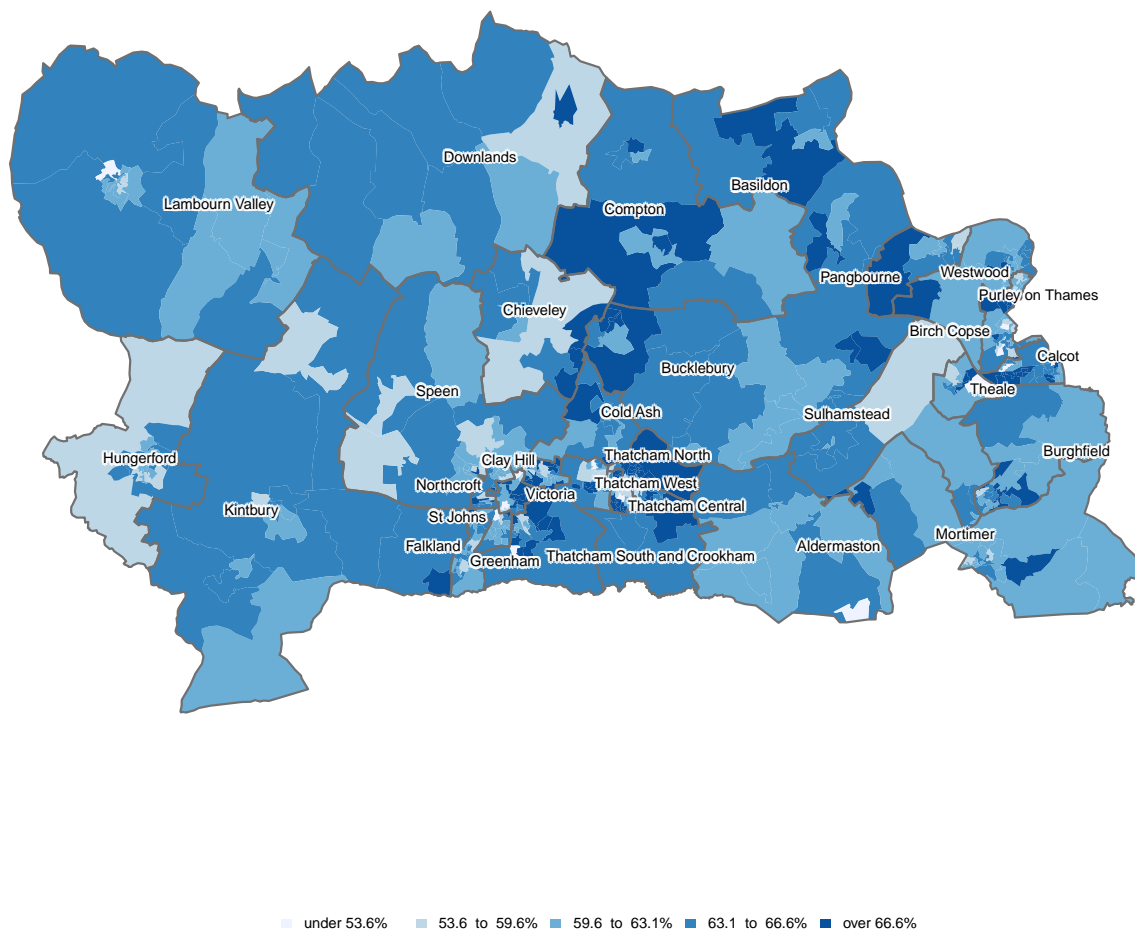 Downlands
Basildon
Lambourn Valley
Compton
Westwood
Pangbourne
Purley on Thames
Chieveley
Birch Copse
Calcot
Bucklebury
Speen
Theale
Cold Ash
Sulhamstead
Burghfield
Thatcham North
Hungerford
Clay Hill
Northcroft
Thatcham West
Victoria
Thatcham Central
Kintbury
St Johns
Mortimer
Falkland
Aldermaston
Thatcham South and Crookham
Greenham
under 53.6% 53.6 to 59.6% 59.6 to 63.1% 63.1 to 66.6% over 66.6%